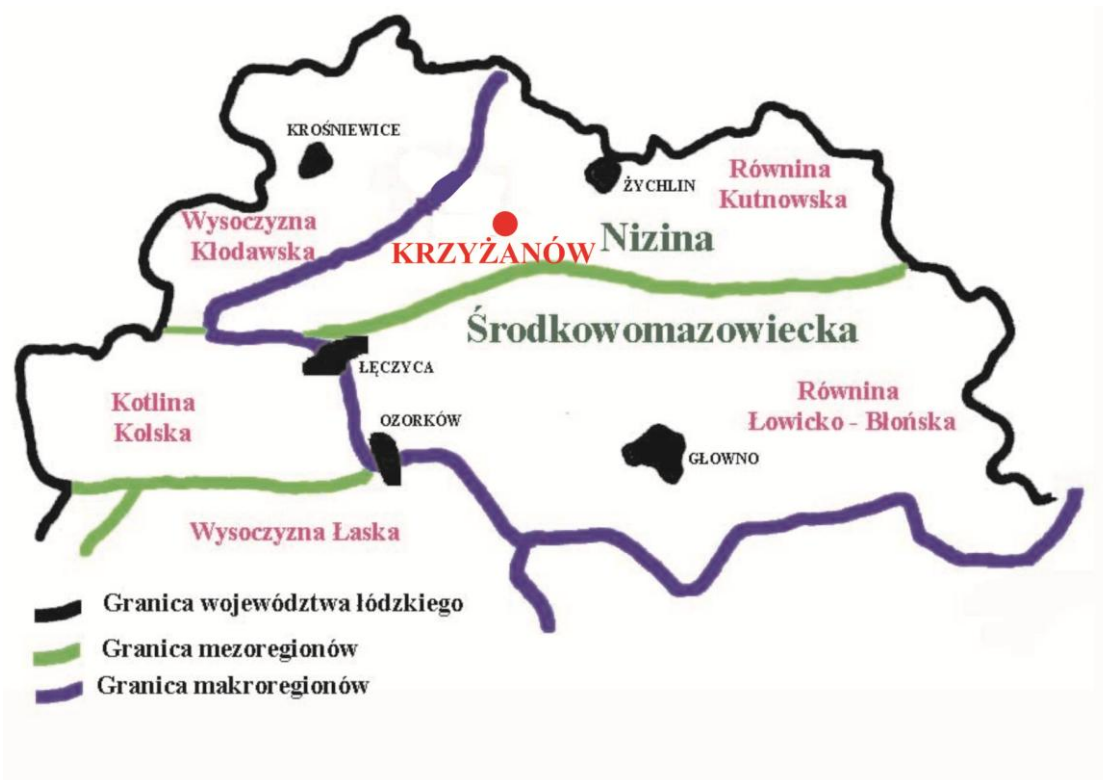 KROŚNIEWICE
ŻYCHLIN
Równina
Kutnowska
Wysoczyzna
Kłodawska
KRZYŻANÓW
Nizina
Środkowomazowiecka
ŁĘCZYCA
Kotlina
Kolska
OZORKÓW
Równina
Łowicko - Błońska
GŁOWNO
Wysoczyzna Łaska
Granica województwa łódzkiego
Granica mezoregionów
Granica makroregionów